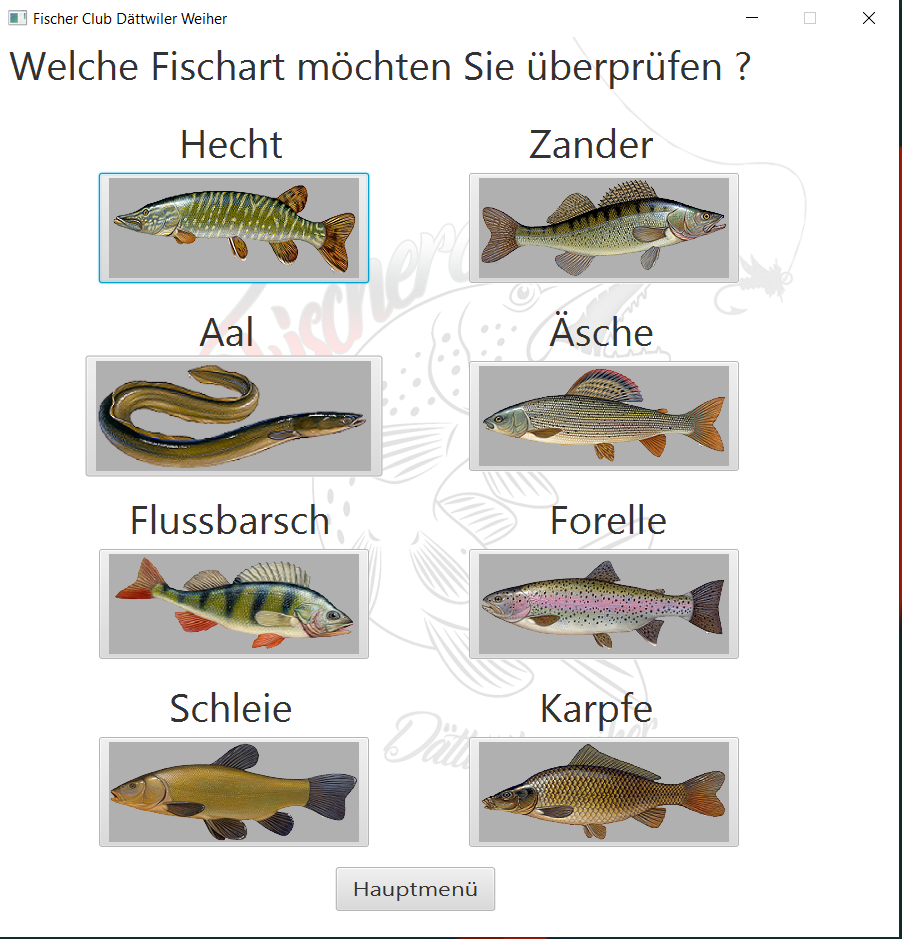 Fischer Club Dättwiler Weiher
Welche Fischart möchten Sie überprüfen ?
Hecht
Zander
Aal
Äsche
Flussbarsch
Forelle
Schleie
Karpfe
Hauptmenü